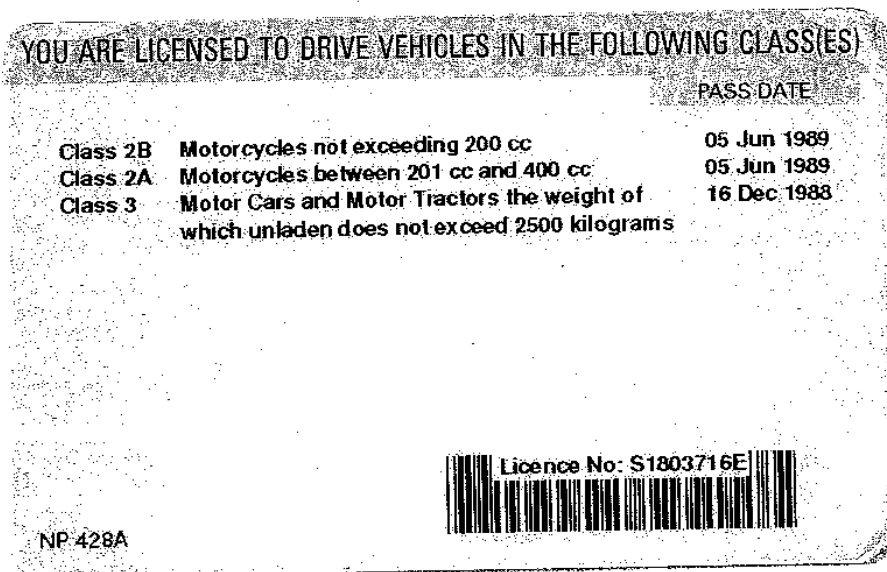 YOU ARE LICENSED TO DRIVE VEHICLES IN THE FOLLOWING CLASS(ES)
PASS DATE
Class 2B Motorcycles not exceeding 200 cc 05 Jun 1989
Class 2A Motorcycles between 201 cc and 400 cc 05 Jun 1989
Class 3 Motor Cars and Motor Tractors the weight of 16 Dec 1988
which unladen does not exceed 2500 kilograms
Licence No: S1803716E
NP 428A